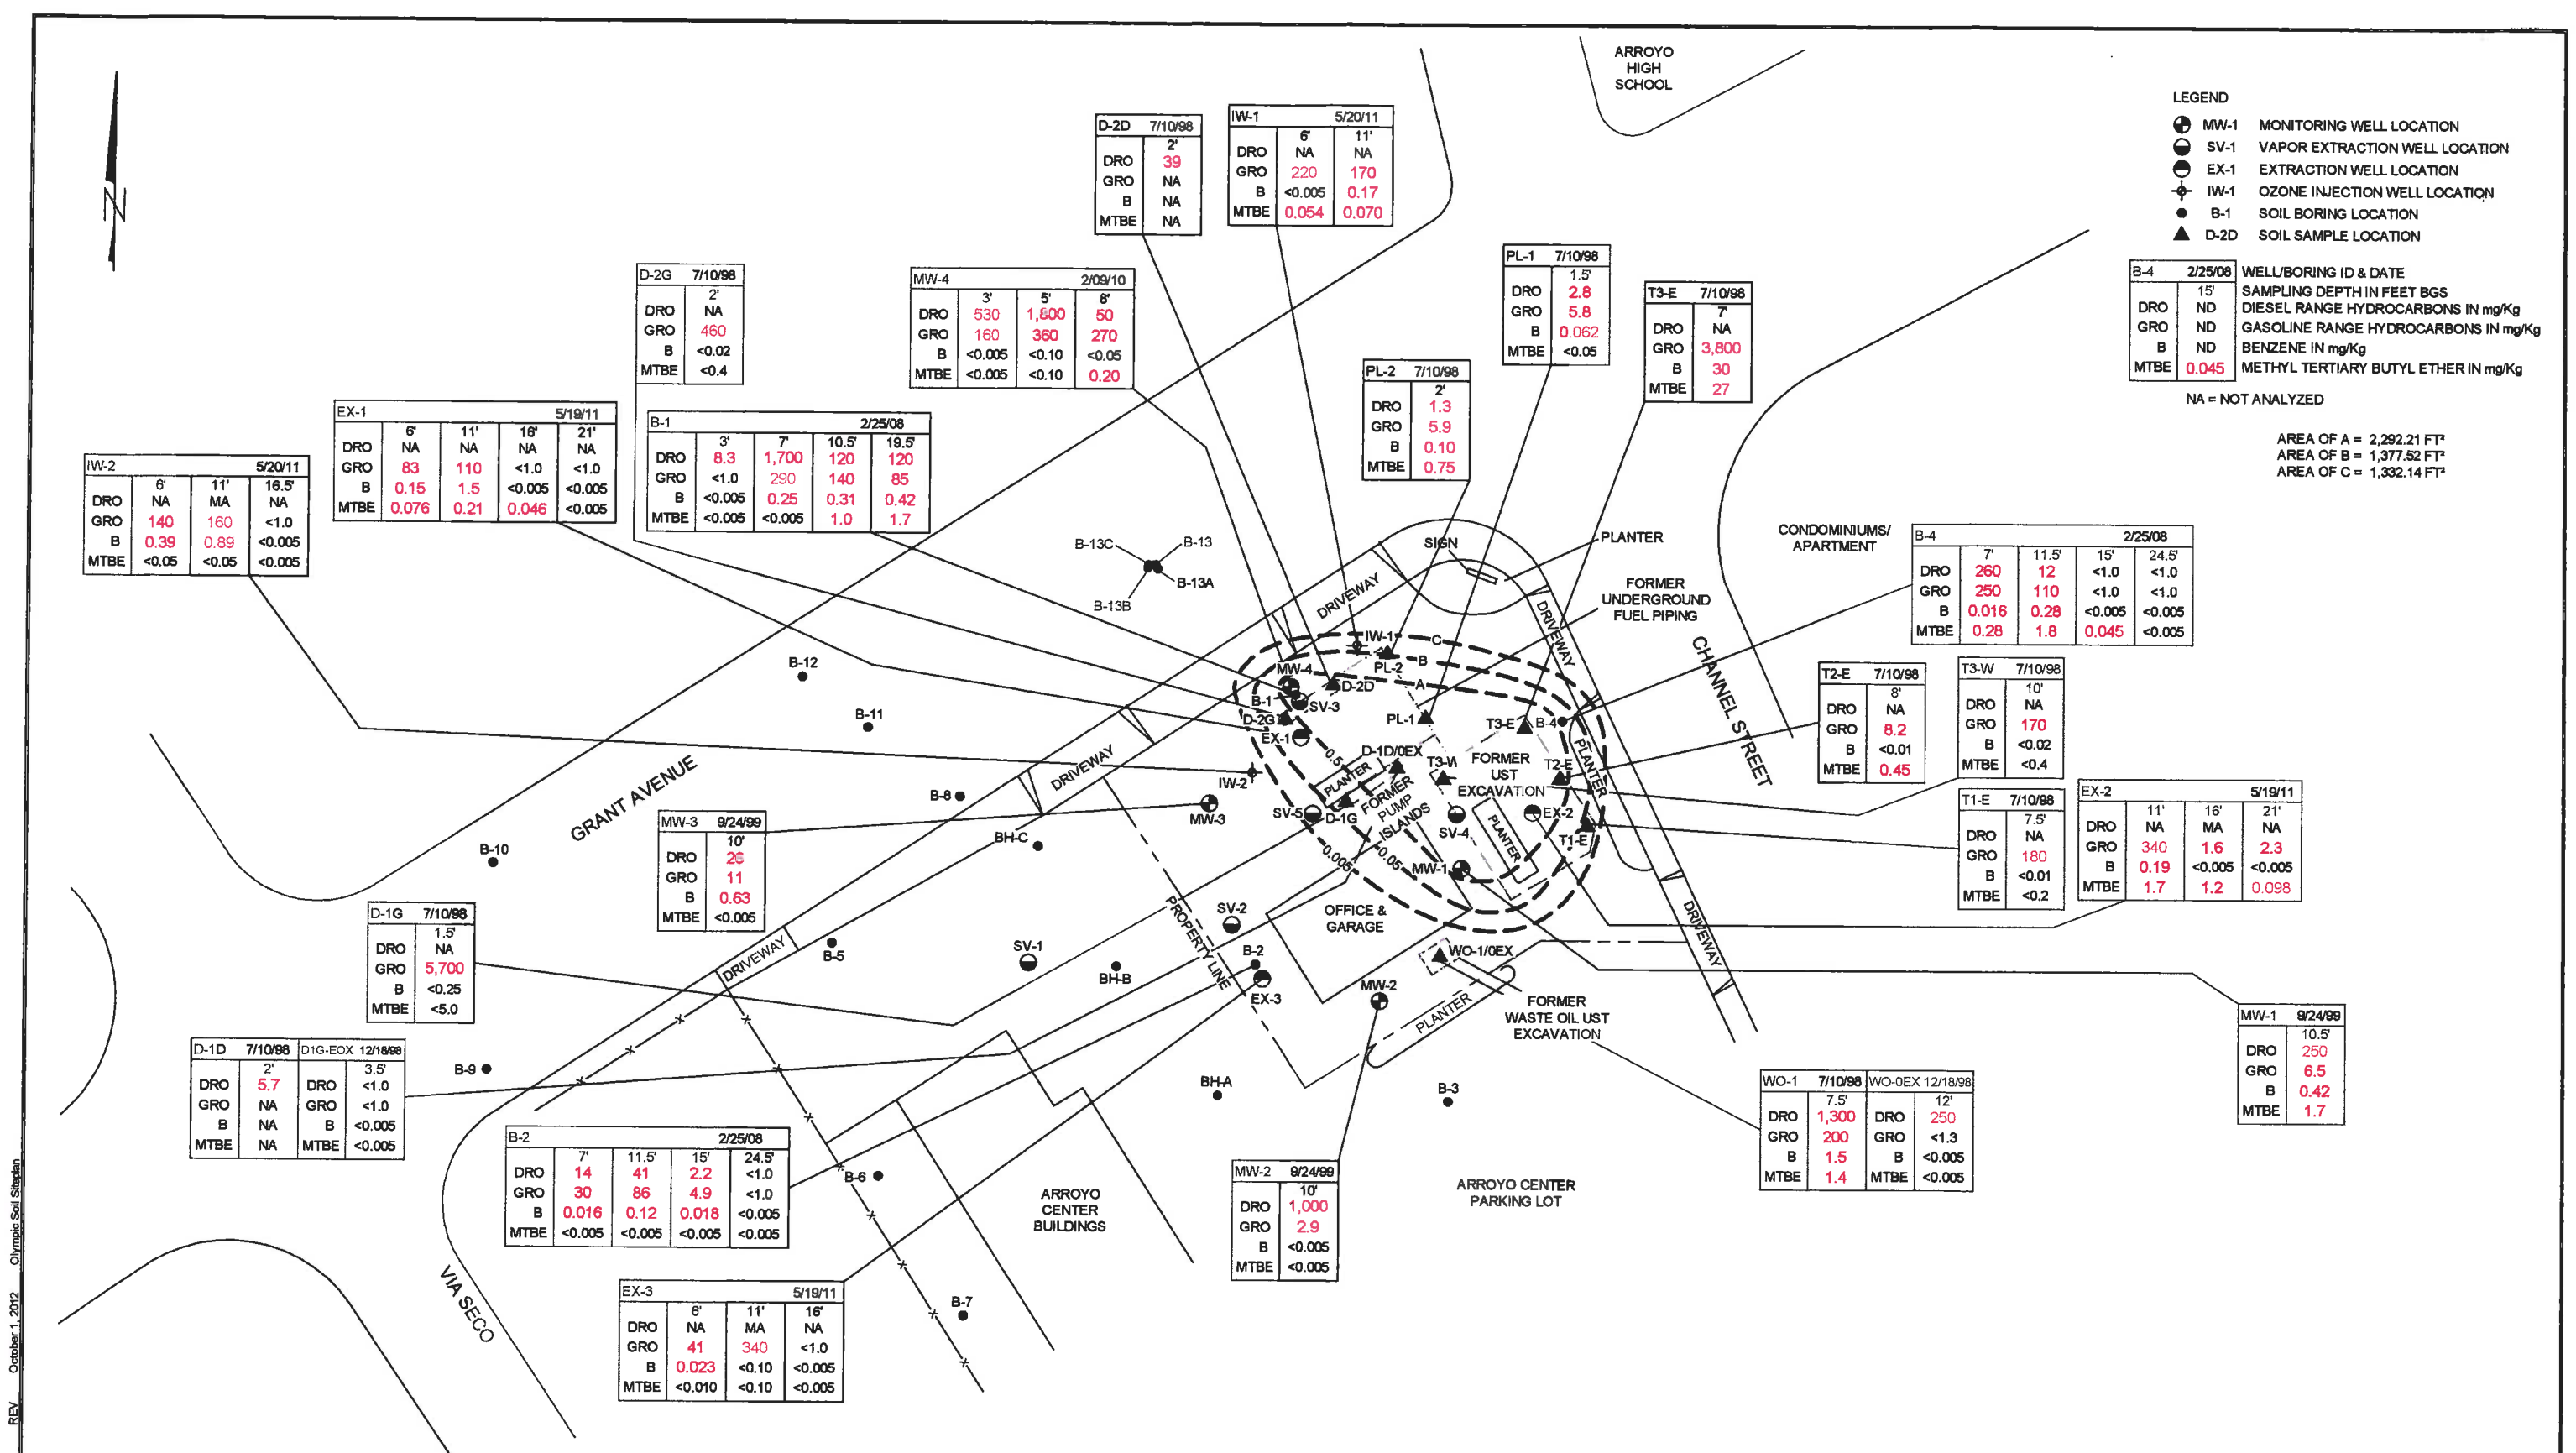 ARROYO
HIGH
SCHOOL
LEGEND
MW-1 MONITORING WELL LOCATION
SV-1 VAPOR EXTRACTION WELL LOCATION
EX-1 EXTRACTION WELL LOCATION
IW-1 OZONE INJECTION WELL LOCATION
B-1 SOIL BORING LOCATION
D-2D SOIL SAMPLE LOCATION
B-4 2/25/08 WELL/BORING ID & DATE
15' SAMPLING DEPTH IN FEET BGS
DRO ND DIESEL RANGE HYDROCARBONS IN mg/Kg
GRO ND GASOLINE RANGE HYDROCARBONS IN mg/Kg
B ND BENZENE IN mg/Kg
MTBE 0.045 METHYL TERTIARY BUTYL ETHER IN mg/Kg
NA = NOT ANALYZED
AREA OF A = 2,292.21 FT²
AREA OF B = 1,377.52 FT²
AREA OF C = 1,332.14 FT²
N
D-2D 7/10/98
2'
DRO 39
GRO NA
B NA
MTBE NA
IW-1 5/20/11
6' 11'
DRO NA NA
GRO 220 170
B <0.005 0.17
MTBE 0.054 0.070
PL-1 7/10/98
1.5'
DRO 2.8
GRO 5.8
B 0.062
MTBE <0.05
T3-E 7/10/98
7'
DRO NA
GRO 3,800
B 30
MTBE 27
D-2G 7/10/98
2'
DRO NA
GRO 460
B <0.02
MTBE <0.4
MW-4 2/09/10
3' 5' 8'
DRO 530 1,800 50
GRO 160 360 270
B <0.005 <0.10 <0.05
MTBE <0.005 <0.10 0.20
PL-2 7/10/98
2'
DRO 1.3
GRO 5.9
B 0.10
MTBE 0.75
EX-1 5/19/11
6' 11' 16' 21'
DRO NA NA NA NA
GRO 83 110 <1.0 <1.0
B 0.15 1.5 <0.005 <0.005
MTBE 0.076 0.21 0.046 <0.005
B-1 2/25/08
3' 7' 10.5' 19.5'
DRO 8.3 1,700 120 120
GRO <1.0 290 140 85
B <0.005 0.25 0.31 0.42
MTBE <0.005 <0.005 1.0 1.7
IW-2 5/20/11
6' 11' 16.5'
DRO NA MA NA
GRO 140 160 <1.0
B 0.39 0.89 <0.005
MTBE <0.05 <0.05 <0.005
B-4 2/25/08
7' 11.5' 15' 24.5'
DRO 260 12 <1.0 <1.0
GRO 250 110 <1.0 <1.0
B 0.016 0.28 <0.005 <0.005
MTBE 0.28 1.8 0.045 <0.005
T2-E 7/10/98
8'
DRO NA
GRO 8.2
B <0.01
MTBE 0.45
T3-W 7/10/98
10'
DRO NA
GRO 170
B <0.02
MTBE <0.4
T1-E 7/10/98
7.5'
DRO NA
GRO 180
B <0.01
MTBE <0.2
EX-2 5/19/11
11' 16' 21'
DRO NA MA NA
GRO 340 1.6 2.3
B 0.19 <0.005 <0.005
MTBE 1.7 1.2 0.098
MW-3 9/24/99
10'
DRO 26
GRO 11
B 0.63
MTBE <0.005
D-1G 7/10/98
1.5'
DRO NA
GRO 5,700
B <0.25
MTBE <5.0
D-1D 7/10/98 D1G-EOX 12/18/98
2' 3.5'
DRO 5.7 DRO <1.0
GRO NA GRO <1.0
B NA B <0.005
MTBE NA MTBE <0.005
B-2 2/25/08
7' 11.5' 15' 24.5'
DRO 14 41 2.2 <1.0
GRO 30 86 4.9 <1.0
B 0.016 0.12 0.018 <0.005
MTBE <0.005 <0.005 <0.005 <0.005
EX-3 5/19/11
6' 11' 16'
DRO NA MA NA
GRO 41 340 <1.0
B 0.023 <0.10 <0.005
MTBE <0.010 <0.10 <0.005
MW-2 9/24/99
10'
DRO 1,000
GRO 2.9
B <0.005
MTBE <0.005
WO-1 7/10/98 WO-0EX 12/18/98
7.5' 12'
DRO 1,300 DRO 250
GRO 200 GRO <1.3
B 1.5 B <0.005
MTBE 1.4 MTBE <0.005
MW-1 9/24/99
10.5'
DRO 250
GRO 6.5
B 0.42
MTBE 1.7
B-13C
B-13
B-13A
B-13B
SIGN
PLANTER
CONDOMINIUMS/
APARTMENT
FORMER
UNDERGROUND
FUEL PIPING
DRIVEWAY
DRIVEWAY
CHANNEL STREET
IW-1
C
B
A
PL-2
MW-4
D-2D
B-1
SV-3
D-2G
PL-1
T3-E
B-4
EX-1
D-1D/0EX
0.5
PLANTER
T3-W
FORMER
UST
EXCAVATION
T2-E
PLANTER
IW-2
MW-3
SV-5
D-1G
FORMER
PUMP
ISLANDS
SV-4
PLANTER
EX-2
T1-E
0.005
0.05
MW-1
B-12
B-11
B-8
BH-C
B-10
GRANT AVENUE
DRIVEWAY
DRIVEWAY
B-5
SV-1
BH-B
PROPERTY LINE
SV-2
B-2
EX-3
OFFICE &
GARAGE
WO-1/0EX
MW-2
PLANTER
FORMER
WASTE OIL UST
EXCAVATION
DRIVEWAY
B-9
BH-A
B-3
B-6
ARROYO
CENTER
BUILDINGS
ARROYO CENTER
PARKING LOT
B-7
VIA SECO
REV October 1, 2012 Olympic Soil Siteplan